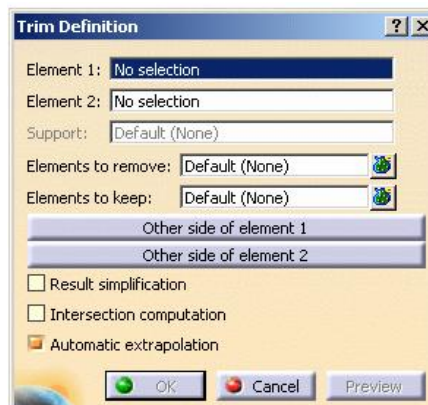 Trim Definition ? X
Element 1: No selection
Element 2: No selection
Support: Default (None)
Elements to remove: Default (None)
Elements to keep: Default (None)
Other side of element 1
Other side of element 2
Result simplification
Intersection computation
Automatic extrapolation
OK Cancel Preview